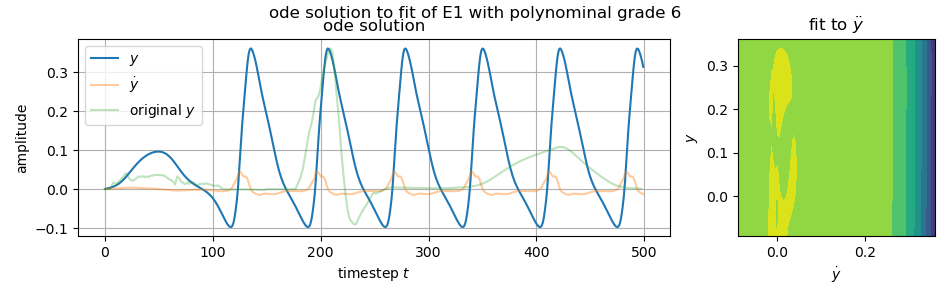 ode solution to fit of E1 with polynominal grade 6
ode solution
fit to ÿ
amplitude
0.3
0.2
0.1
0.0
−0.1
y
ẏ
original y
0
100
200
300
400
500
timestep t
y
0.3
0.2
0.1
0.0
0.0
0.2
ẏ